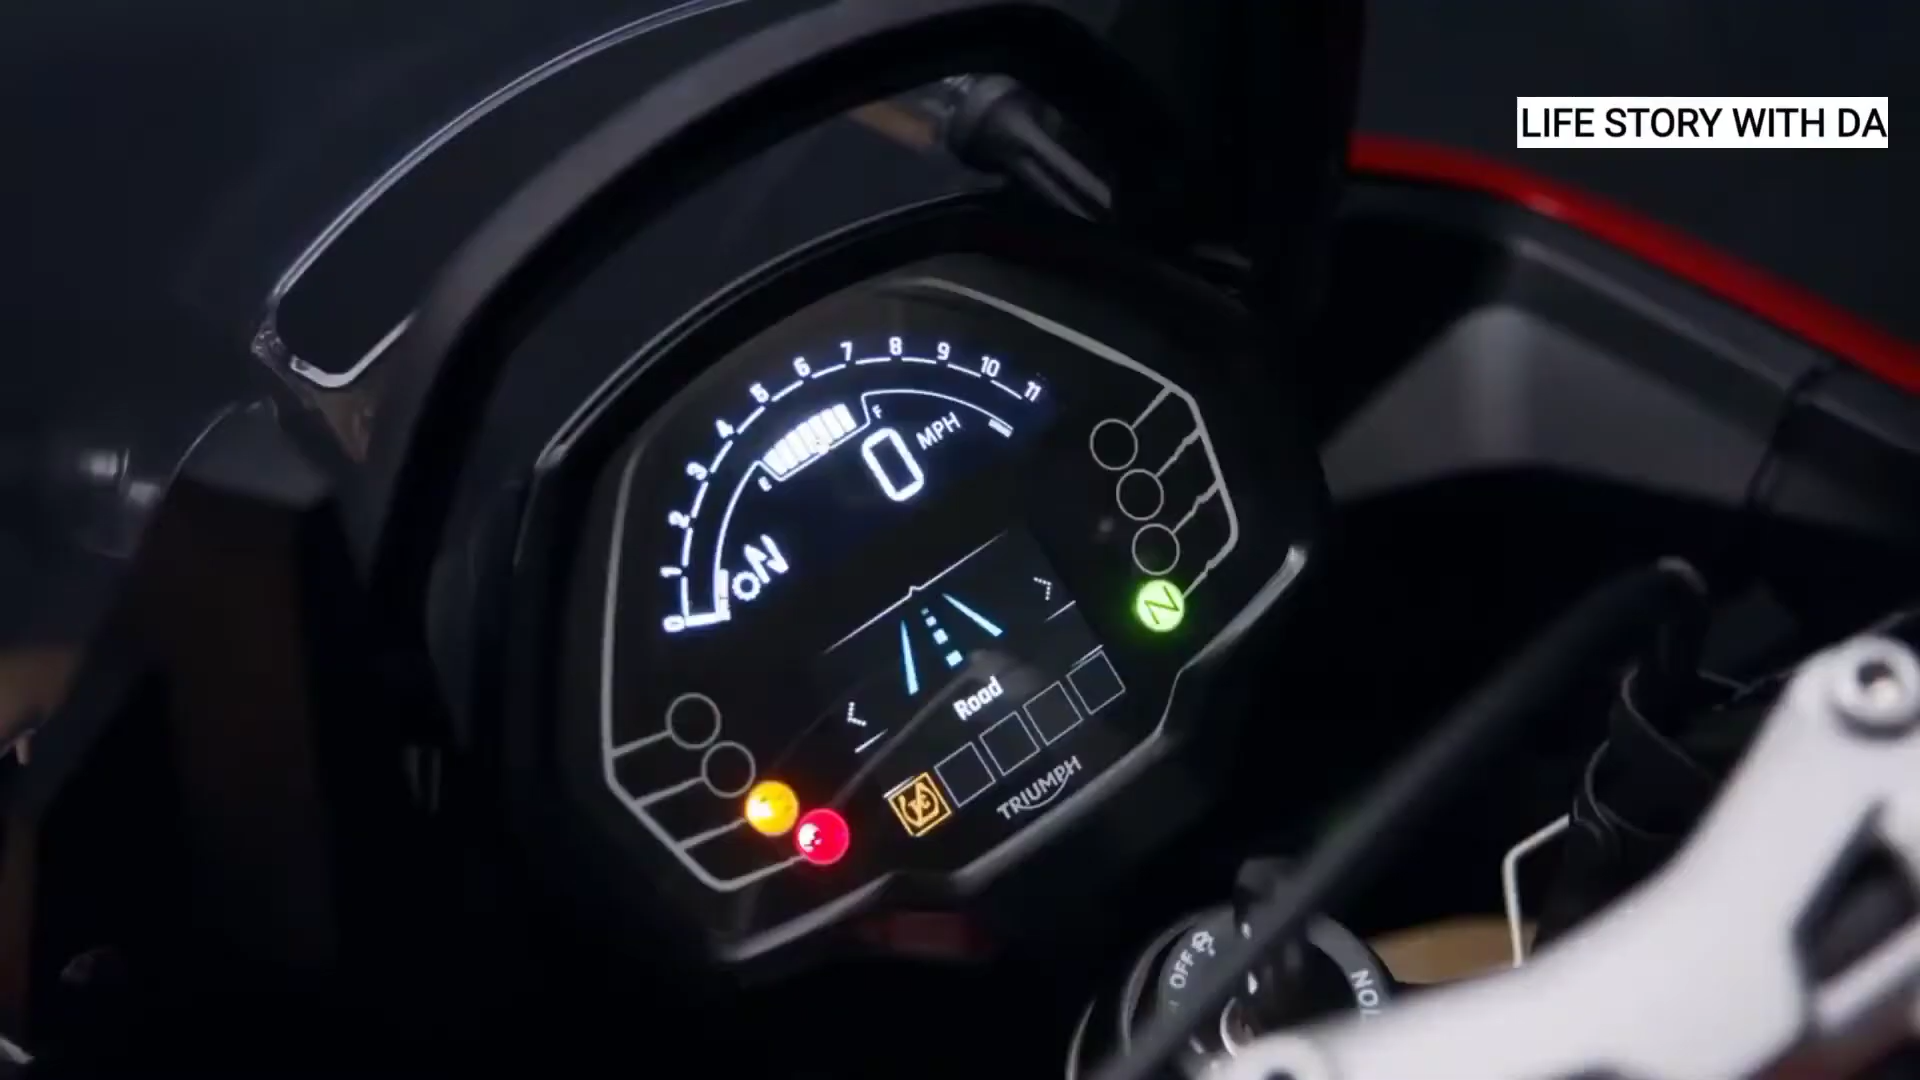 LIFE STORY WITH DA
0 1 2 3 4 5 6 7 8 9 10 11
E F
0 MPH
N
N
Road
TC
TRIUMPH
OFF